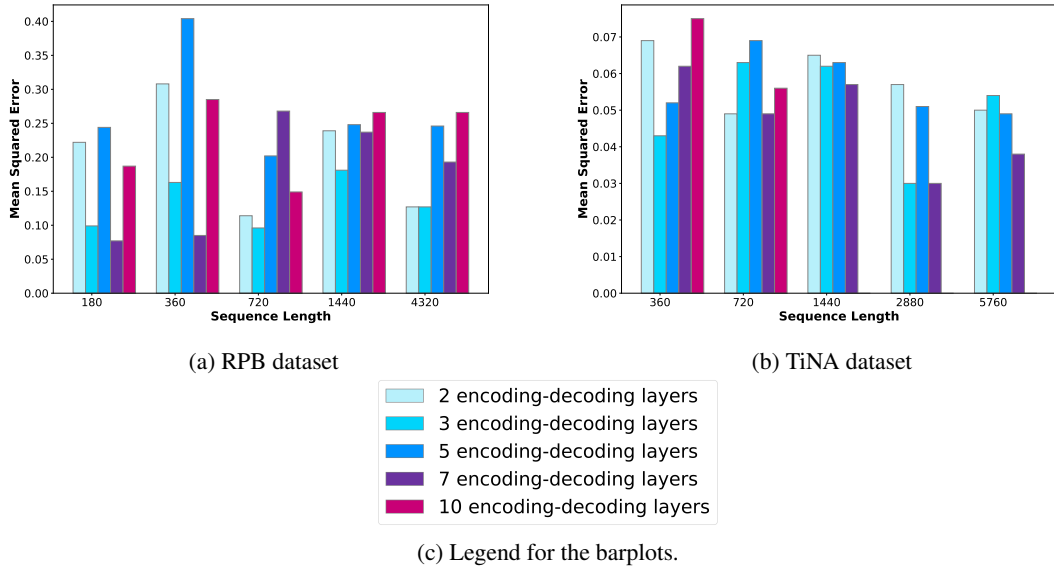 0.40
0.35
0.30
0.25
0.20
0.15
0.10
0.05
0.00
Mean Squared Error
180 360 720 1440 4320
Sequence Length
(a) RPB dataset
0.07
0.06
0.05
0.04
0.03
0.02
0.01
0.00
Mean Squared Error
360 720 1440 2880 5760
Sequence Length
(b) TiNA dataset
2 encoding-decoding layers
3 encoding-decoding layers
5 encoding-decoding layers
7 encoding-decoding layers
10 encoding-decoding layers
(c) Legend for the barplots.